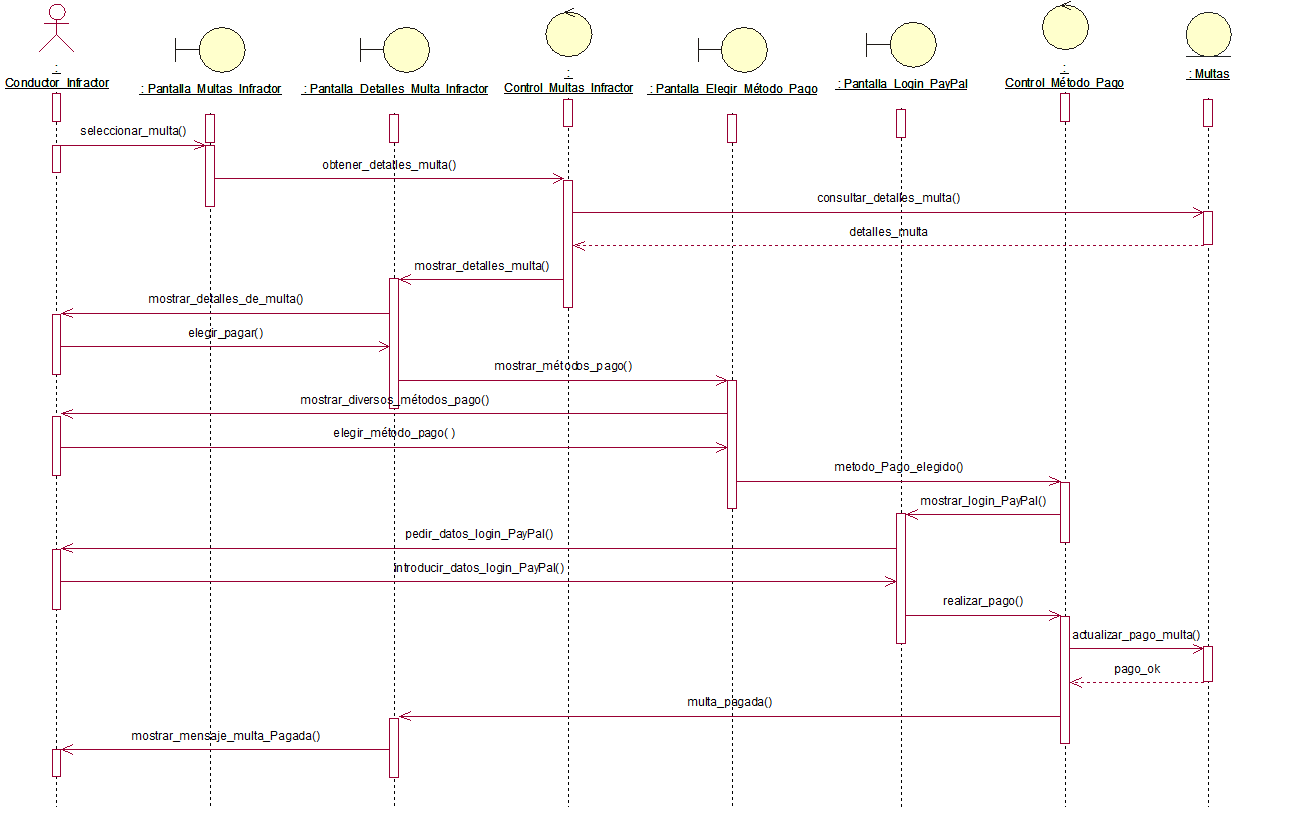 :
Conductor_Infractor
: Pantalla_Multas_Infractor
: Pantalla_Detalles_Multa_Infractor
:
Control_Multas_Infractor
: Pantalla_Elegir_Método_Pago
: Pantalla_Login_PayPal
:
Control_Método_Pago
: Multas
seleccionar_multa()
obtener_detalles_multa()
consultar_detalles_multa()
detalles_multa
mostrar_detalles_multa()
mostrar_detalles_de_multa()
elegir_pagar()
mostrar_métodos_pago()
mostrar_diversos_métodos_pago()
elegir_método_pago( )
metodo_Pago_elegido()
mostrar_login_PayPal()
pedir_datos_login_PayPal()
introducir_datos_login_PayPal()
realizar_pago()
actualizar_pago_multa()
pago_ok
multa_pagada()
mostrar_mensaje_multa_Pagada()